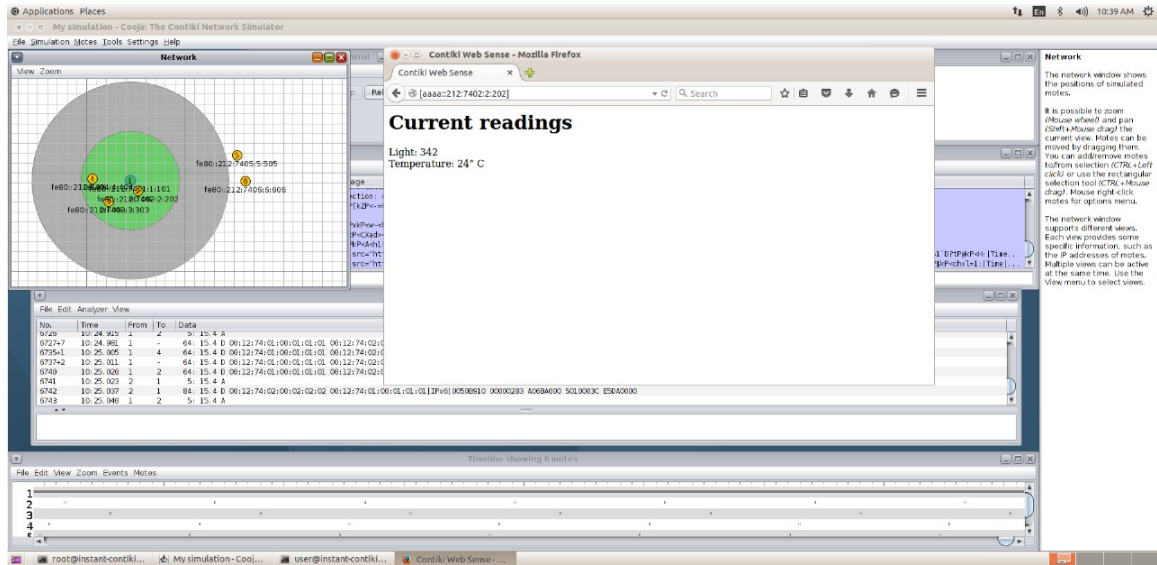 Applications Places
En 10:39 AM
My simulation - Cooja: The Contiki Network Simulator
File Simulation Motes Tools Settings Help
Network
View Zoom
5
fe80::212:7405:5:505
6
fe80::212:7406:6:606
4
1
Contiki Web Sense - Mozilla Firefox
Contiki Web Sense
[aaaa::212:7402:2:202]
Search
Current readings
Light: 342
Temperature: 24° C
Network
The network window shows
the positions of simulated
motes.
It is possible to zoom
(Mouse wheel) and pan
(Shift+Mouse drag) the
current view. Motes can be
moved by dragging them.
You can add/remove motes
to/from selection (CTRL+Left
click) or use the rectangular
selection tool (CTRL+Mouse
drag). Mouse right-click
motes for options menu.
The network window
supports different views.
Each view provides some
specific information, such as
the IP addresses of motes.
Multiple views can be active
at the same time. Use the
View menu to select views.
File Edit Analyzer View
No. Time From To Data
6726 10:24.915 1 2 5: 15.4 A
6727+7 10:24.981 1 - 64: 15.4 D 00:12:74:01:00:01:01:01 00:12:74:02:0
6735+1 10:25.005 1 4 64: 15.4 D 00:12:74:01:00:01:01:01 00:12:74:02:0
6737+2 10:25.011 1 - 64: 15.4 D 00:12:74:01:00:01:01:01 00:12:74:02:0
6740 10:25.020 1 2 64: 15.4 D 00:12:74:01:00:01:01:01 00:12:74:02:0
6741 10:25.023 2 1 5: 15.4 A
6742 10:25.037 2 1 84: 15.4 D 00:12:74:02:00:02:02:02 00:12:74:01:00:01:01:01|IPv6|00508910 00000283 A06BA000 5010003C E5DA0000
6743 10:25.040 1 2 5: 15.4 A
Timeline showing 6 motes
File Edit View Zoom Events Motes
1
2
3
4
root@instant-contiki... My simulation - Cooj... user@instant-contiki... Contiki Web Sense - ...